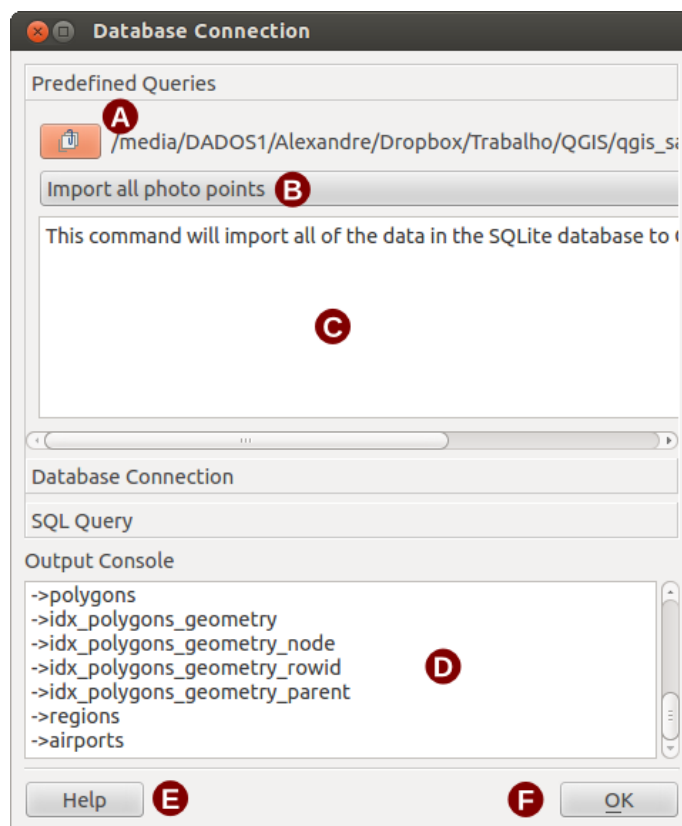 Database Connection
Predefined Queries
A
/media/DADOS1/Alexandre/Dropbox/Trabalho/QGIS/qgis_sa
Import all photo points B
This command will import all of the data in the SQLite database to
C
Database Connection
SQL Query
Output Console
->polygons
->idx_polygons_geometry
->idx_polygons_geometry_node
->idx_polygons_geometry_rowid
->idx_polygons_geometry_parent
->regions
->airports
D
Help E F OK